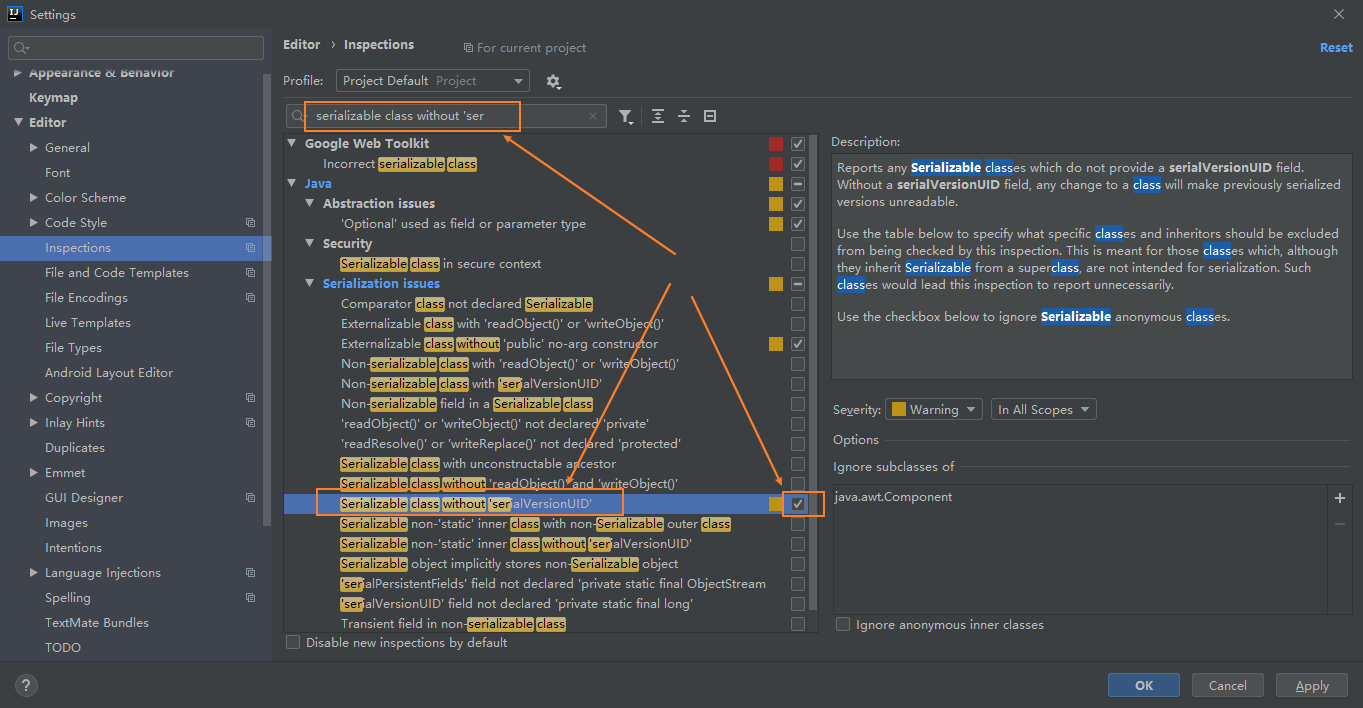 Settings
Editor › Inspections
For current project
Reset
Appearance & Behavior
Keymap
Editor
General
Font
Color Scheme
Code Style
Inspections
File and Code Templates
File Encodings
Live Templates
File Types
Android Layout Editor
Copyright
Inlay Hints
Duplicates
Emmet
GUI Designer
Images
Intentions
Language Injections
Spelling
TextMate Bundles
TODO
Profile: Project Default Project
serializable class without 'ser
Google Web Toolkit
Incorrect serializable class
Java
Abstraction issues
'Optional' used as field or parameter type
Security
Serializable class in secure context
Serialization issues
Comparator class not declared Serializable
Externalizable class with 'readObject()' or 'writeObject()'
Externalizable class without 'public' no-arg constructor
Non-serializable class with 'readObject()' or 'writeObject()'
Non-serializable class with 'serialVersionUID'
Non-serializable field in a Serializable class
'readObject()' or 'writeObject()' not declared 'private'
'readResolve()' or 'writeReplace()' not declared 'protected'
Serializable class with unconstructable ancestor
Serializable class without 'readObject()' and 'writeObject()'
Serializable class without 'serialVersionUID'
Serializable non-'static' inner class with non-Serializable outer class
Serializable non-'static' inner class without 'serialVersionUID'
Serializable object implicitly stores non-Serializable object
'serialPersistentFields' field not declared 'private static final ObjectStream
'serialVersionUID' field not declared 'private static final long'
Transient field in non-serializable class
Disable new inspections by default
Description:
Reports any Serializable classes which do not provide a serialVersionUID field.
Without a serialVersionUID field, any change to a class will make previously serialized
versions unreadable.
Use the table below to specify what specific classes and inheritors should be excluded
from being checked by this inspection. This is meant for those classes which, although
they inherit Serializable from a superclass, are not intended for serialization. Such
classes would lead this inspection to report unnecessarily.
Use the checkbox below to ignore Serializable anonymous classes.
Severity: Warning In All Scopes
Options
Ignore subclasses of
java.awt.Component
Ignore anonymous inner classes
?
OK
Cancel
Apply